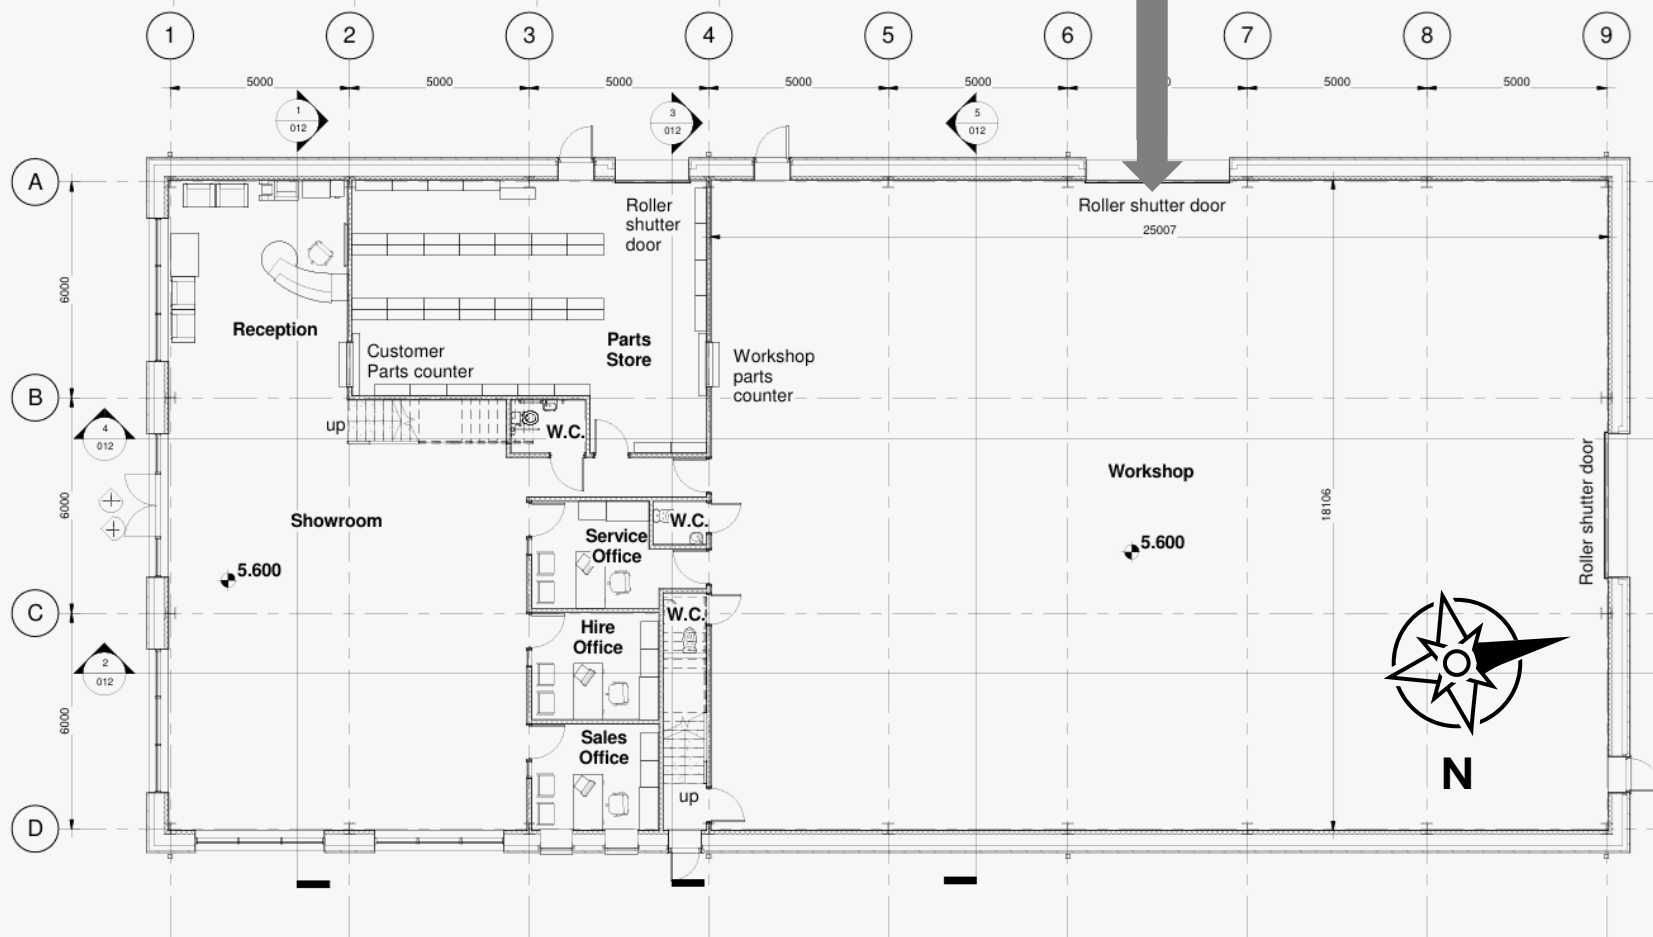 1 2 3 4 5 6 7 8 9
5000 5000 5000 5000 5000 5000 5000
1
012
3
012
5
012
A
Roller
shutter
door
Roller shutter door
25007
6000
Reception
Parts
Store
Customer
Parts counter
Workshop
parts
counter
B
up
W.C.
4
012
Roller shutter door
Workshop
6000
18106
Showroom
W.C.
Service
Office
5.600
5.600
C
W.C.
Hire
Office
2
012
6000
Sales
Office
N
up
D